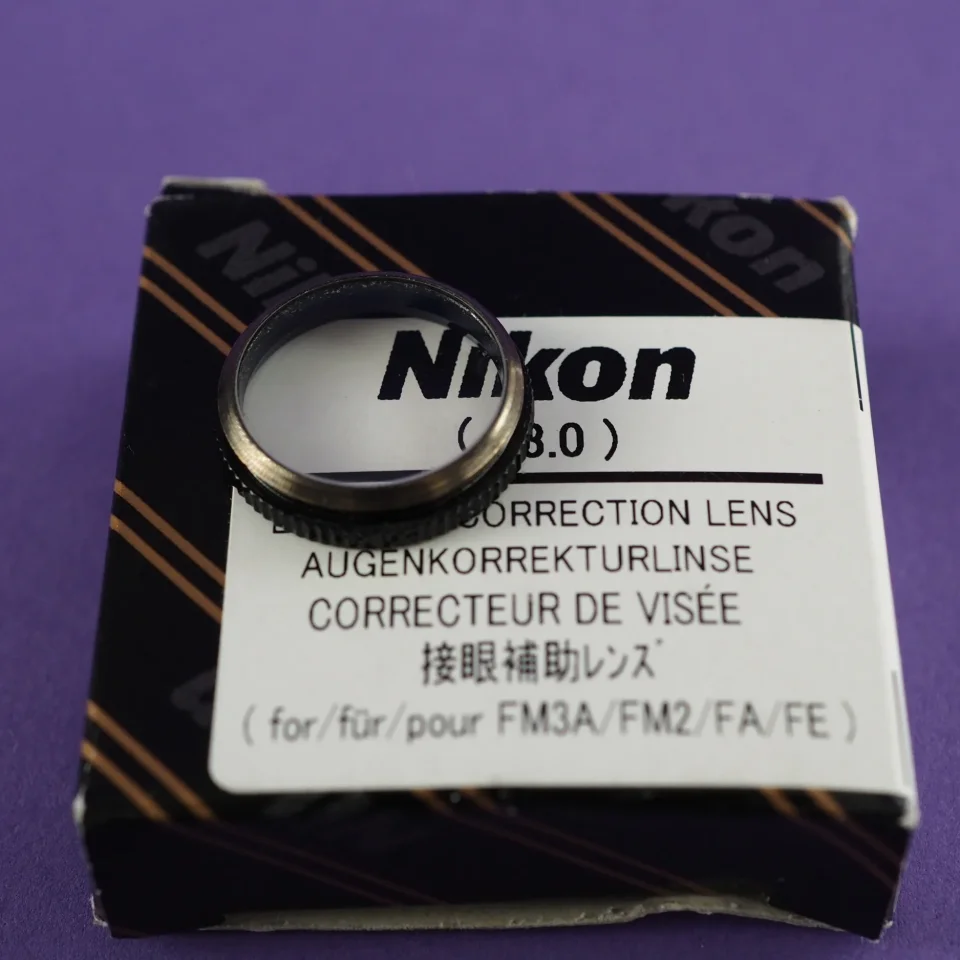 Nikon
Nikon
3.0 )
CORRECTION LENS
AUGENKORREKTURLINSE
CORRECTEUR DE VISÉE
接眼補助レンズ
( for/für/pour FM3A/FM2/FA/FE )